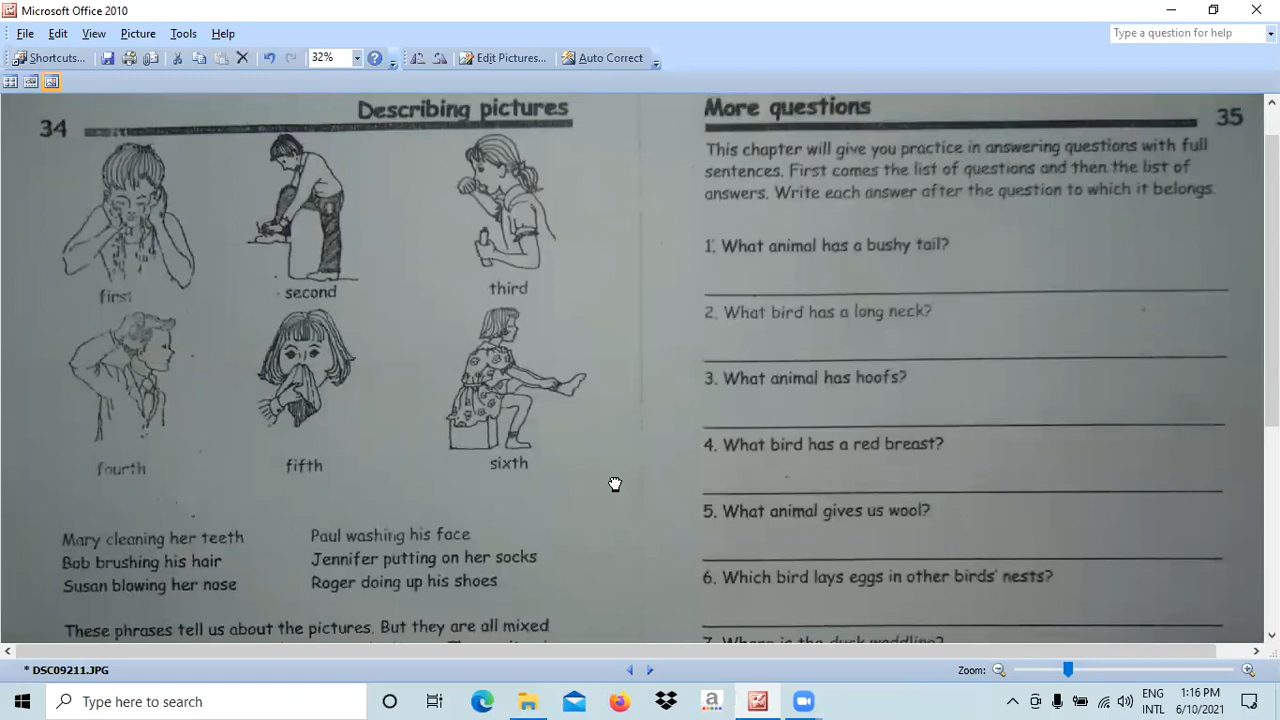 Microsoft Office 2010
File Edit View Picture Tools Help
Type a question for help
Shortcuts...
32%
Edit Pictures...
Auto Correct
34
Describing pictures
first
second
third
fourth
fifth
sixth
Mary cleaning her teeth
Bob brushing his hair
Susan blowing her nose
Paul washing his face
Jennifer putting on her socks
Roger doing up his shoes
These phrases tell us about the pictures. But they are all mixed
More questions
35
This chapter will give you practice in answering questions with full
sentences. First comes the list of questions and then the list of
answers. Write each answer after the question to which it belongs.
1. What animal has a bushy tail?
2. What bird has a long neck?
3. What animal has hoofs?
4. What bird has a red breast?
5. What animal gives us wool?
6. Which bird lays eggs in other birds' nests?
7. Where is the duck waddling?
* DSC09211.JPG
Zoom:
Type here to search
a
ENG
INTL
1:16 PM
6/10/2021